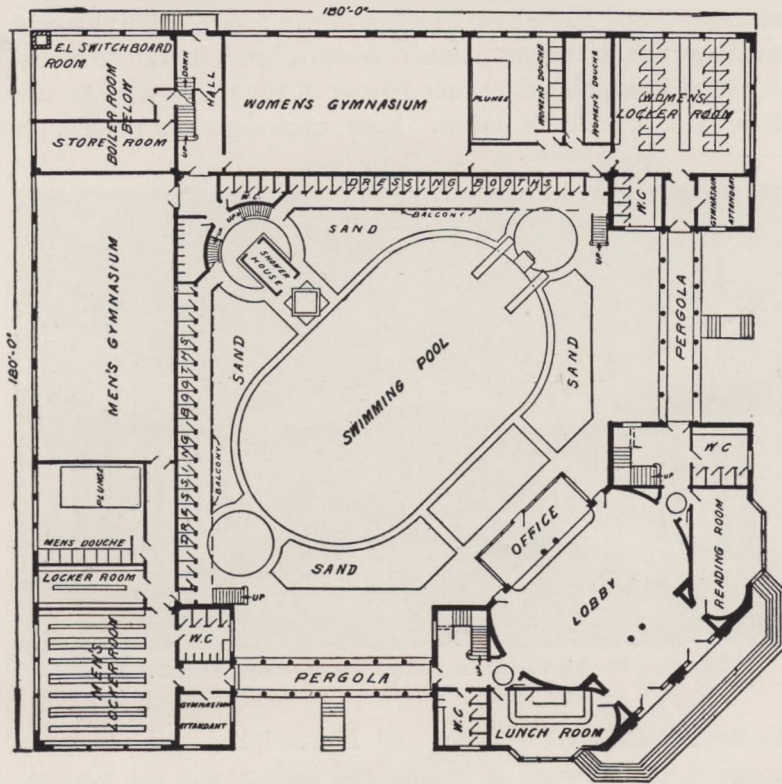 180'-0"
E.L SWITCHBOARD
ROOM
BOILER ROOM
BELOW
STORE ROOM
DOWN
UP
HALL
WOMEN'S GYMNASIUM
PLUNGE
WOMEN'S DOUCHE
WOMEN'S DOUCHE
WOMEN'S
LOCKER ROOM
180'-0"
DRESSING BOOTHS
W.C.
UP
BALCONY
SAND
SHOWER
HOUSE
UP
W.C
GYMNASIUM
ATTENDANT
MEN'S GYMNASIUM
SAND
SWIMMING POOL
SAND
PERGOLA
DRESSING BOOTHS
BALCONY
W C
UP
PLUNGE
MENS DOUCHE
OFFICE
READING ROOM
LOCKER ROOM
SAND
LOBBY
UP
MEN'S
LOCKER ROOM
W.C
PERGOLA
UP
GYMNASIUM
ATTANDANT
W.C
LUNCH ROOM